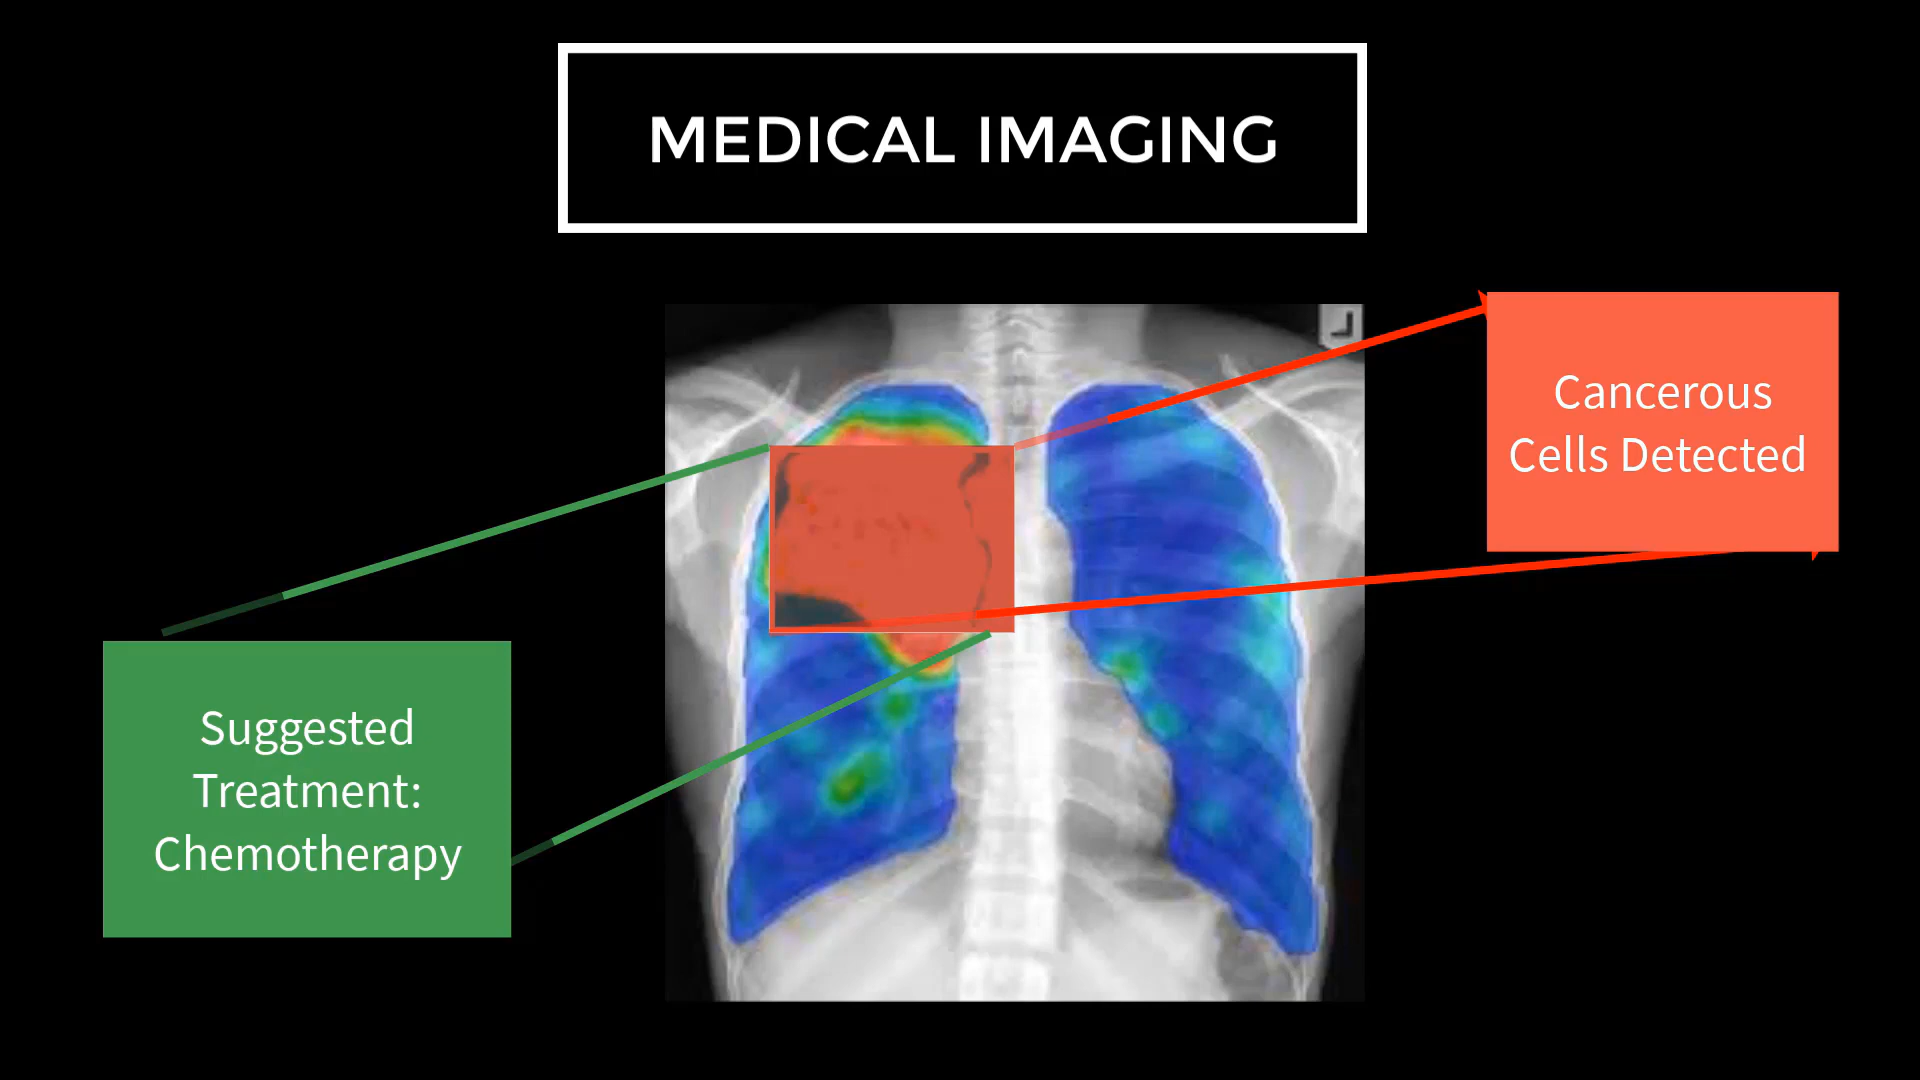 MEDICAL IMAGING
L
Cancerous
Cells Detected
Suggested
Treatment:
Chemotherapy